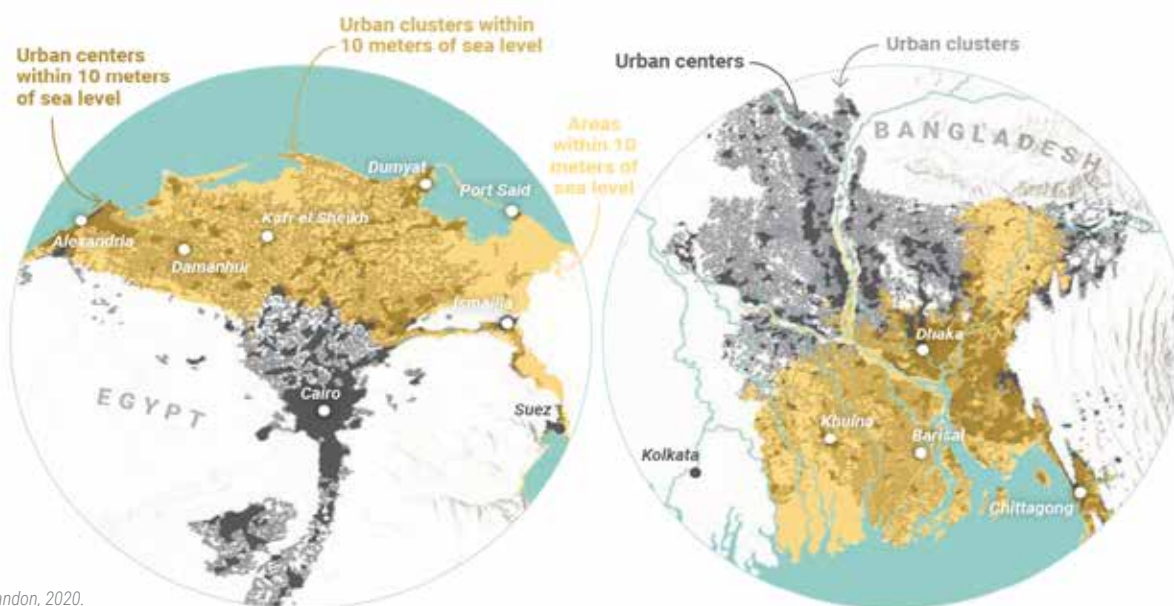 Urban centers
within 10 meters
of sea level
Urban clusters within
10 meters of sea level
Areas
within 10
meters of
sea level
Dumyat
Port Said
Kafr el Sheikh
Alexandria
Damanhur
Ismailia
Cairo
EGYPT
Suez
Urban centers
Urban clusters
BANGLADESH
Dhaka
Khulna
Barisal
Kolkata
Chittagong
2020.